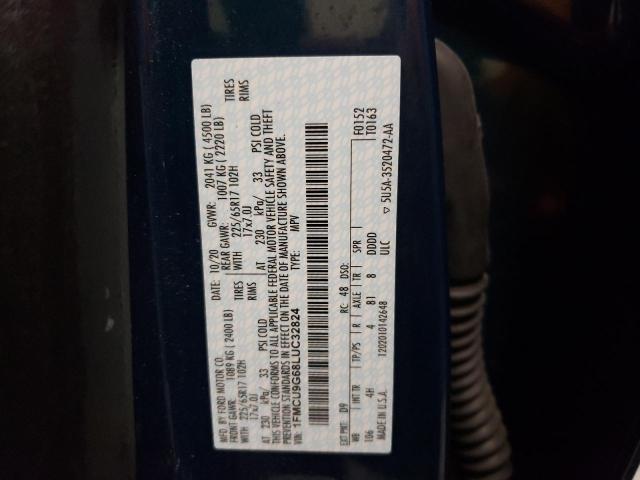 MFD. BY FORD MOTOR CO. DATE: 10/20 GVWR: 2041 KG ( 4500 LB)
FRONT GAWR: 1089 KG ( 2400 LB) REAR GAWR: 1007 KG ( 2220 LB)
WITH 225/65R17 102H TIRES WITH 225/65R17 102H TIRES
17x7.0J RIMS 17x7.0J RIMS
AT 230 kPa/ 33 PSI COLD AT 230 kPa/ 33 PSI COLD
THIS VEHICLE CONFORMS TO ALL APPLICABLE FEDERAL MOTOR VEHICLE SAFETY AND THEFT
PREVENTION STANDARDS IN EFFECT ON THE DATE OF MANUFACTURE SHOWN ABOVE.
VIN: 1FMCU9G68LUC32824 TYPE: MPV
F0152
T0163
EXT PNT: D9 RC: 48 DSO:
WB INT TR TP/PS R AXLE TR SPR
106 4H 4 81 8 DDDD
MADE IN U.S.A. 1202010142648 ULC
5U5A-3520472-AA